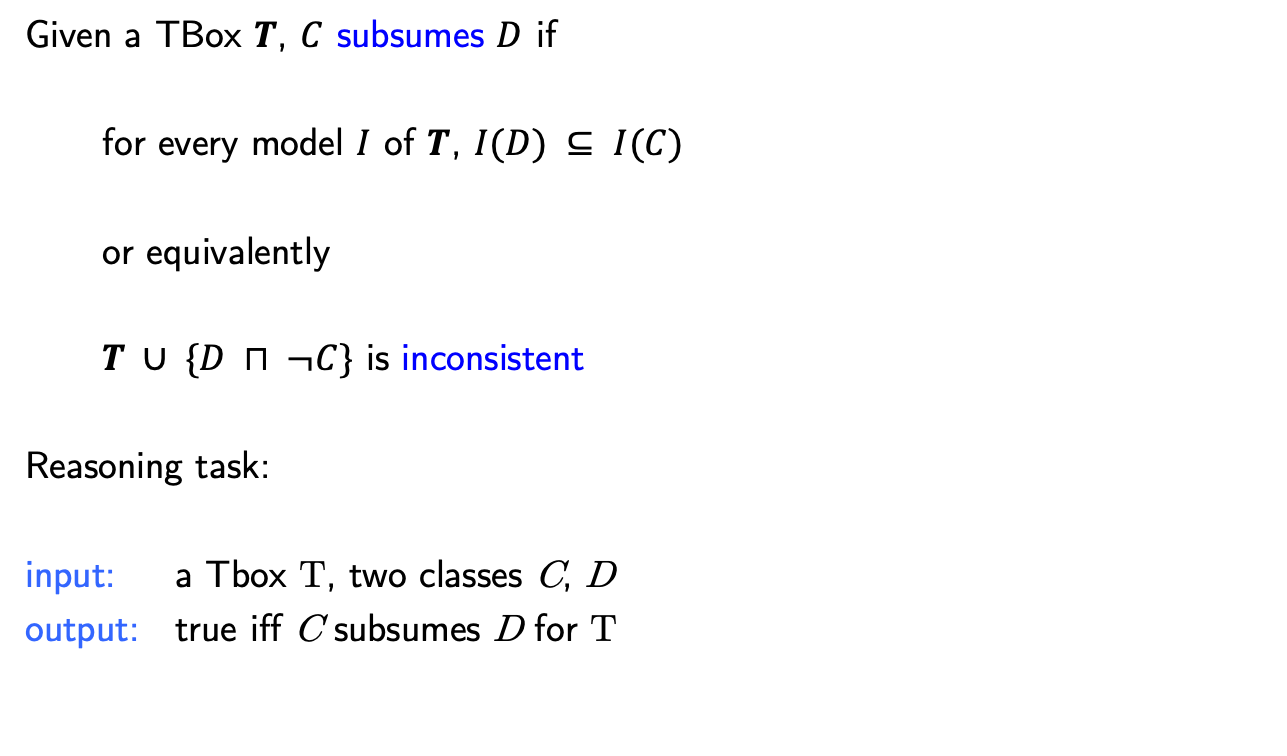 Given a TBox T, C subsumes D if
for every model I of T, I(D) ⊆ I(C)
or equivalently
T ∪ {D ⊓ ¬C} is inconsistent
Reasoning task:
input: a Tbox T, two classes C, D
output: true iff C subsumes D for T